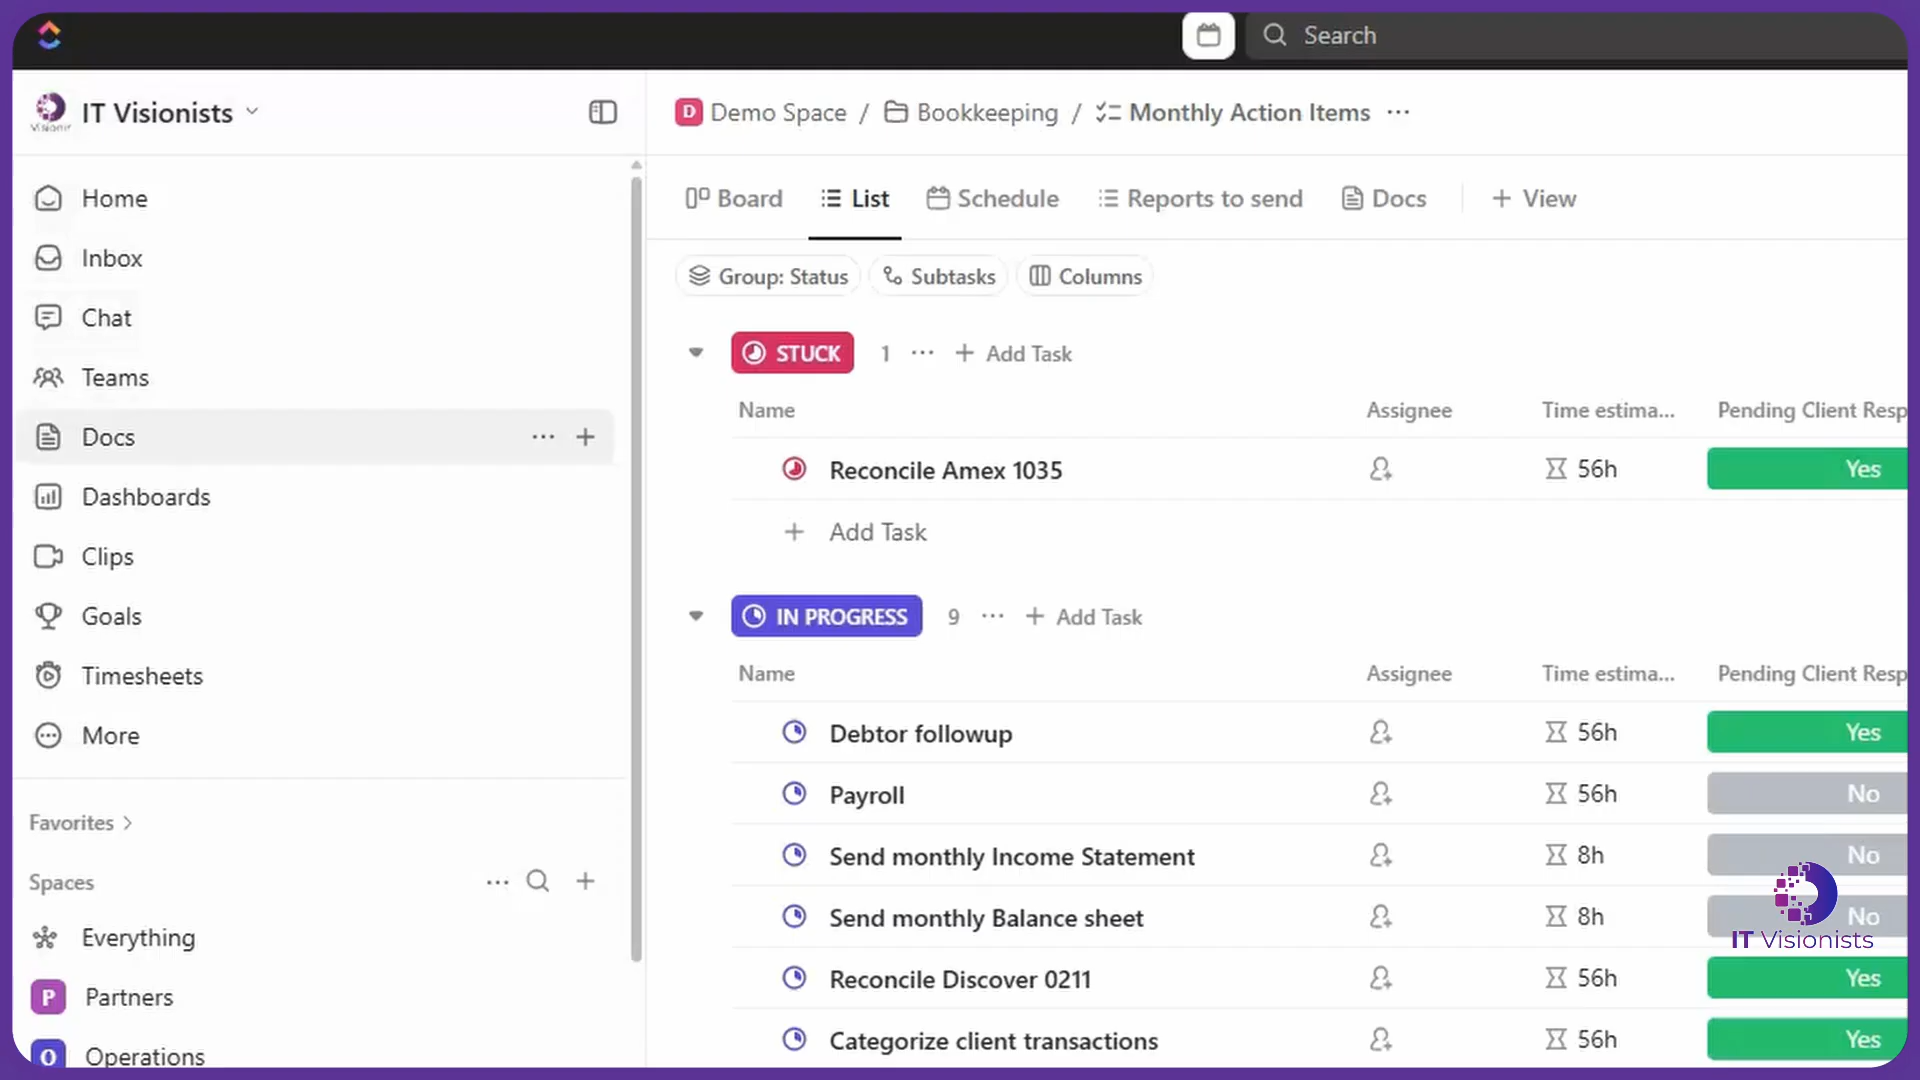 Search
IT Visionists
D Demo Space / Bookkeeping / Monthly Action Items ...
Home
Inbox
Chat
Teams
Docs ... +
Dashboards
Clips
Goals
Timesheets
More
Favorites
Spaces ... +
Everything
P Partners
O Operations
Board List Schedule Reports to send Docs + View
Group: Status Subtasks Columns
STUCK 1 ... + Add Task
Name Assignee Time estima... Pending Client Resp
Reconcile Amex 1035 56h Yes
+ Add Task
IN PROGRESS 9 ... + Add Task
Name Assignee Time estima... Pending Client Resp
Debtor followup 56h Yes
Payroll 56h No
Send monthly Income Statement 8h No
Send monthly Balance sheet 8h No
Reconcile Discover 0211 56h Yes
Categorize client transactions 56h Yes
IT Visionists